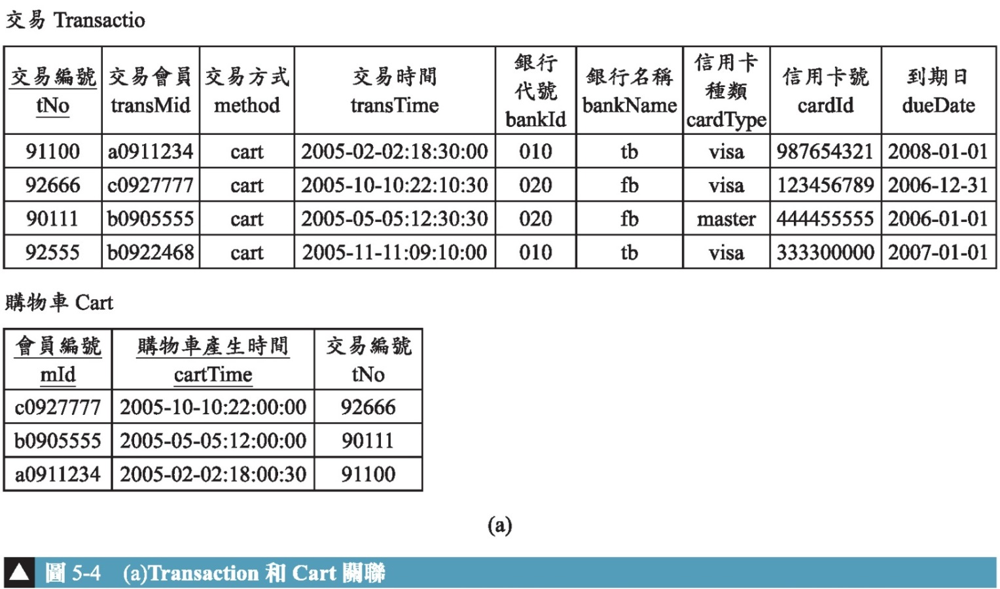 交易 Transactio
交易編號 tNo 交易會員 transMid 交易方式 method 交易時間 transTime 銀行代號 bankId 銀行名稱 bankName 信用卡種類 cardType 信用卡號 cardId 到期日 dueDate
91100 a0911234 cart 2005-02-02:18:30:00 010 tb visa 987654321 2008-01-01
92666 c0927777 cart 2005-10-10:22:10:30 020 fb visa 123456789 2006-12-31
90111 b0905555 cart 2005-05-05:12:30:30 020 fb master 444455555 2006-01-01
92555 b0922468 cart 2005-11-11:09:10:00 010 tb visa 333300000 2007-01-01
購物車 Cart
會員編號 mId 購物車產生時間 cartTime 交易編號 tNo
c0927777 2005-10-10:22:00:00 92666
b0905555 2005-05-05:12:00:00 90111
a0911234 2005-02-02:18:00:30 91100
(a)
圖 5-4 (a)Transaction 和 Cart 關聯